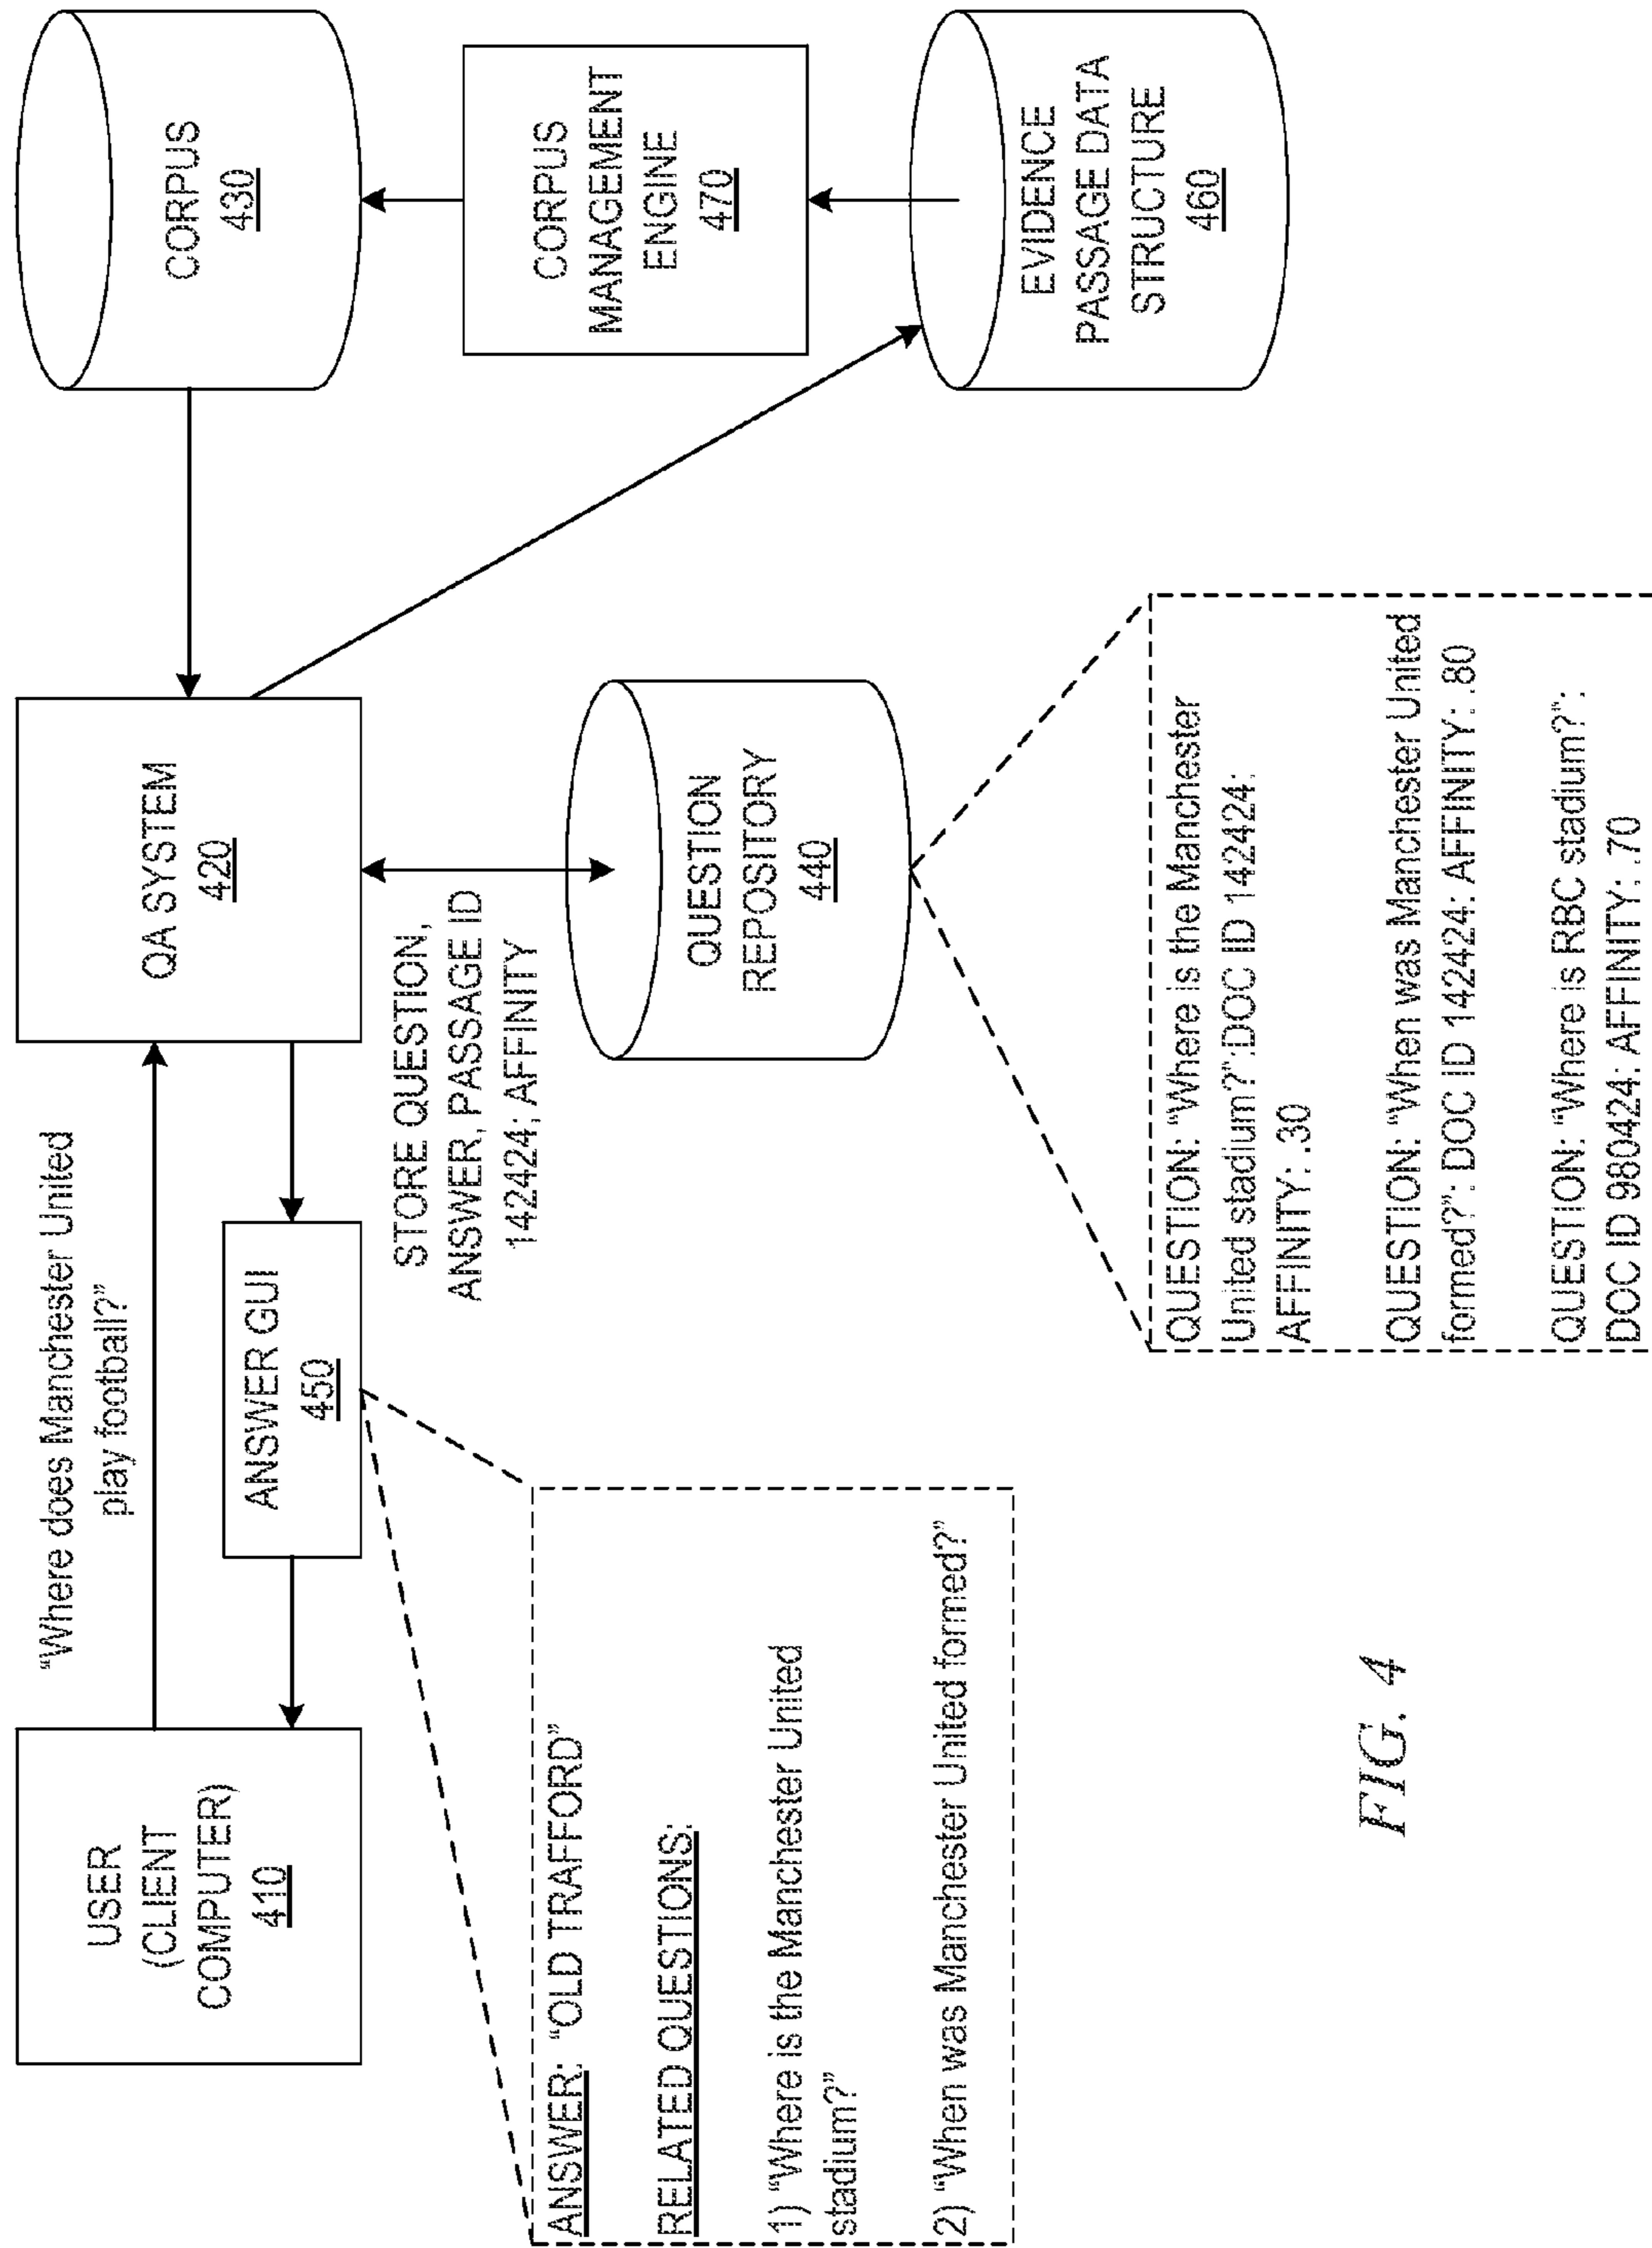 USER
(CLIENT
COMPUTER)
410
“Where does Manchester United
play football?”
QA SYSTEM
420
CORPUS
430
ANSWER GUI
450
STORE QUESTION,
ANSWER, PASSAGE ID
142424; AFFINITY
CORPUS
MANAGEMENT
ENGINE
470
QUESTION
REPOSITORY
440
ANSWER: “OLD TRAFFORD”
RELATED QUESTIONS:
1) “Where is the Manchester United
stadium?”
2) “When was Manchester United formed?”
EVIDENCE
PASSAGE DATA
STRUCTURE
460
QUESTION: “Where is the Manchester
United stadium?”:DOC ID 142424:
AFFINITY: .30
QUESTION: “When was Manchester United
formed?”: DOC ID 142424: AFFINITY: .80
QUESTION: “Where is RBC stadium?”:
DOC ID 980424: AFFINITY: .70
FIG. 4